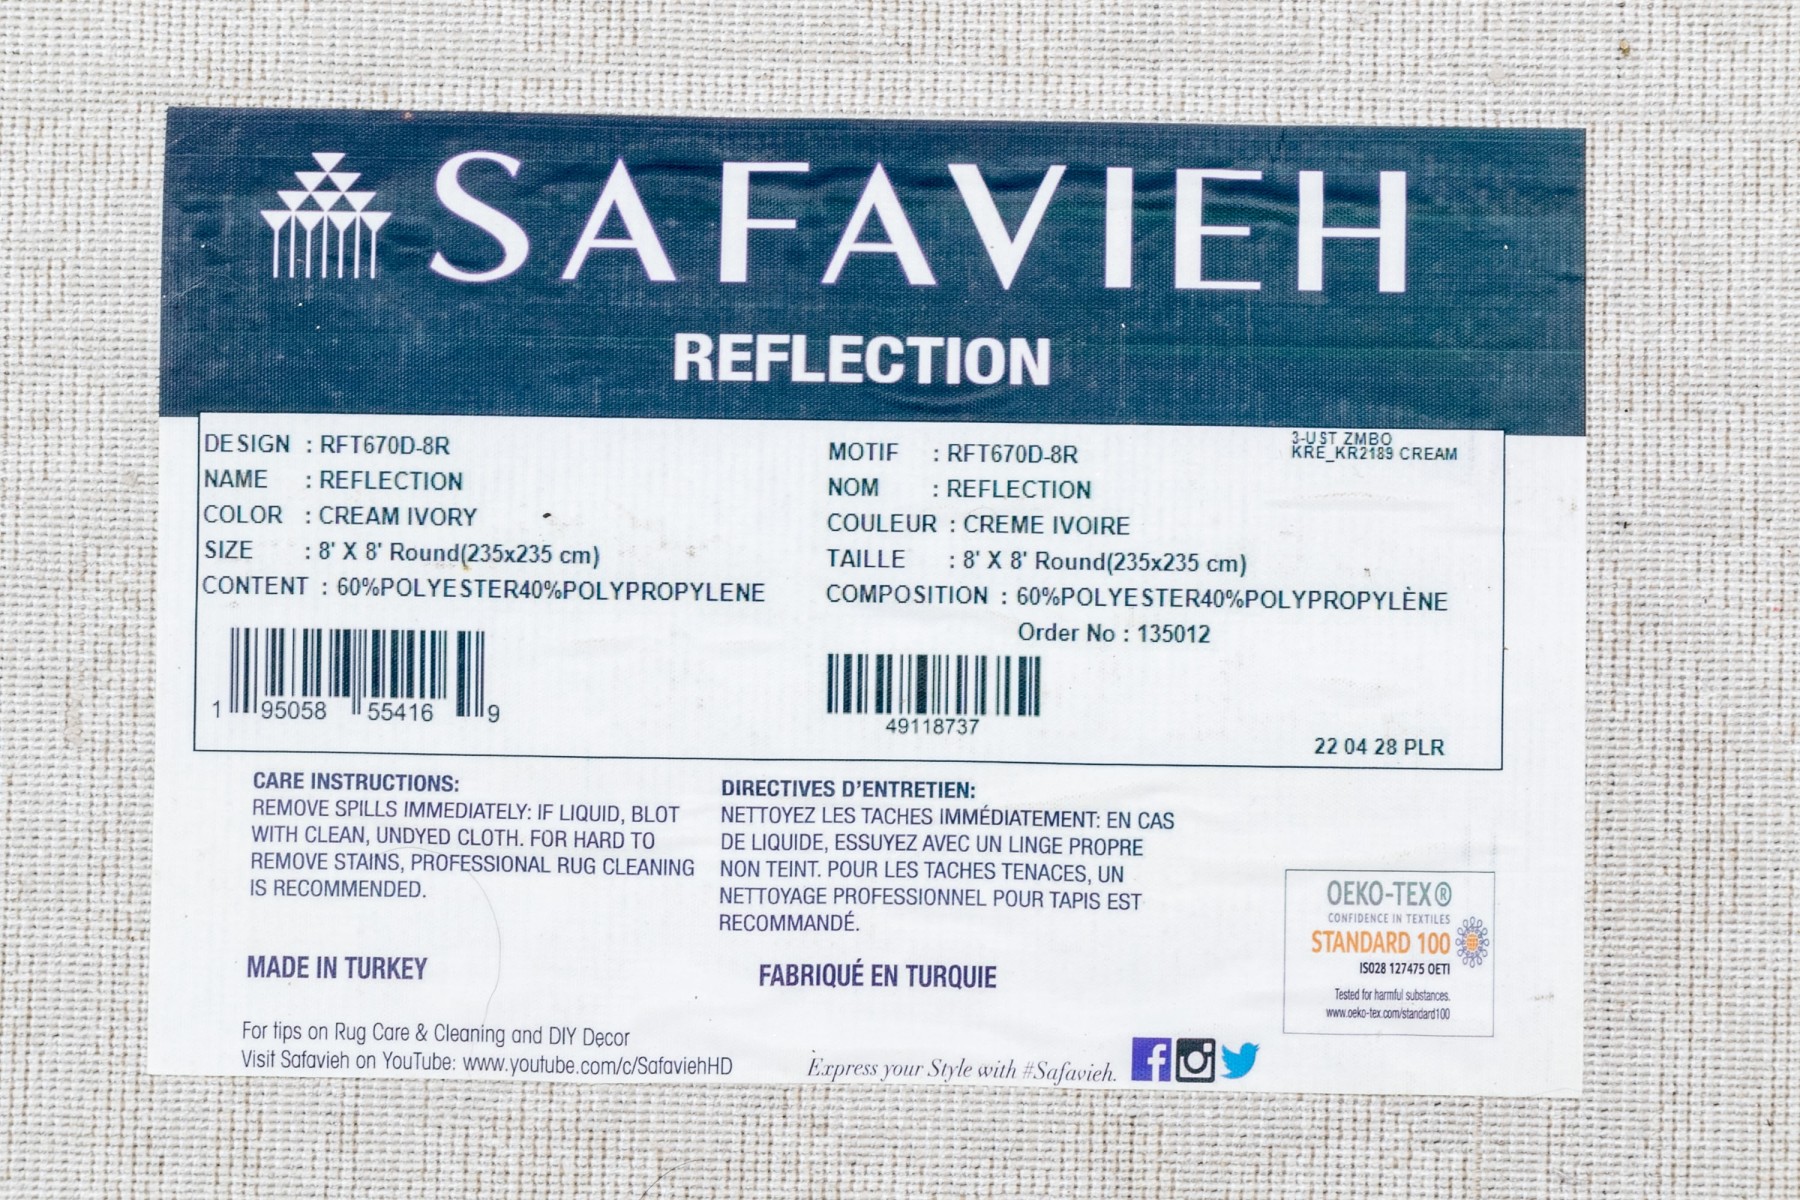 SAFAVIEH
REFLECTION
DESIGN : RFT670D-8R
NAME : REFLECTION
COLOR : CREAM IVORY
SIZE : 8' X 8' Round(235x235 cm)
CONTENT : 60%POLYESTER40%POLYPROPYLENE
1 95058 55416 9
MOTIF : RFT670D-8R
NOM : REFLECTION
COULEUR : CREME IVOIRE
TAILLE : 8' X 8' Round(235x235 cm)
COMPOSITION : 60%POLYESTER40%POLYPROPYLÈNE
Order No : 135012
49118737
3-UST ZMBO
KRE_KR2189 CREAM
22 04 28 PLR
CARE INSTRUCTIONS:
REMOVE SPILLS IMMEDIATELY: IF LIQUID, BLOT
WITH CLEAN, UNDYED CLOTH. FOR HARD TO
REMOVE STAINS, PROFESSIONAL RUG CLEANING
IS RECOMMENDED.
MADE IN TURKEY
DIRECTIVES D'ENTRETIEN:
NETTOYEZ LES TACHES IMMÉDIATEMENT: EN CAS
DE LIQUIDE, ESSUYEZ AVEC UN LINGE PROPRE
NON TEINT. POUR LES TACHES TENACES, UN
NETTOYAGE PROFESSIONNEL POUR TAPIS EST
RECOMMANDÉ.
FABRIQUÉ EN TURQUIE
OEKO-TEX®
CONFIDENCE IN TEXTILES
STANDARD 100
IS028 127475 OETI
Tested for harmful substances.
www.oeko-tex.com/standard100
For tips on Rug Care & Cleaning and DIY Decor
Visit Safavieh on YouTube: www.youtube.com/c/SafaviehHD
Express your Style with #Safavieh.